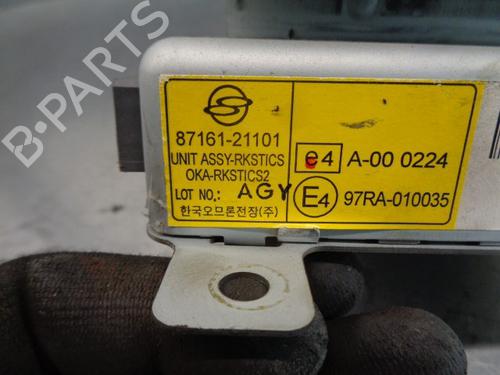 B-PARTS
87161-21101
UNIT ASSY-RKSTICS
OKA-RKSTICS2
LOT NO.: AGY
한국오므론전장(주)
e4 A-00 0224
E4 97RA-010035